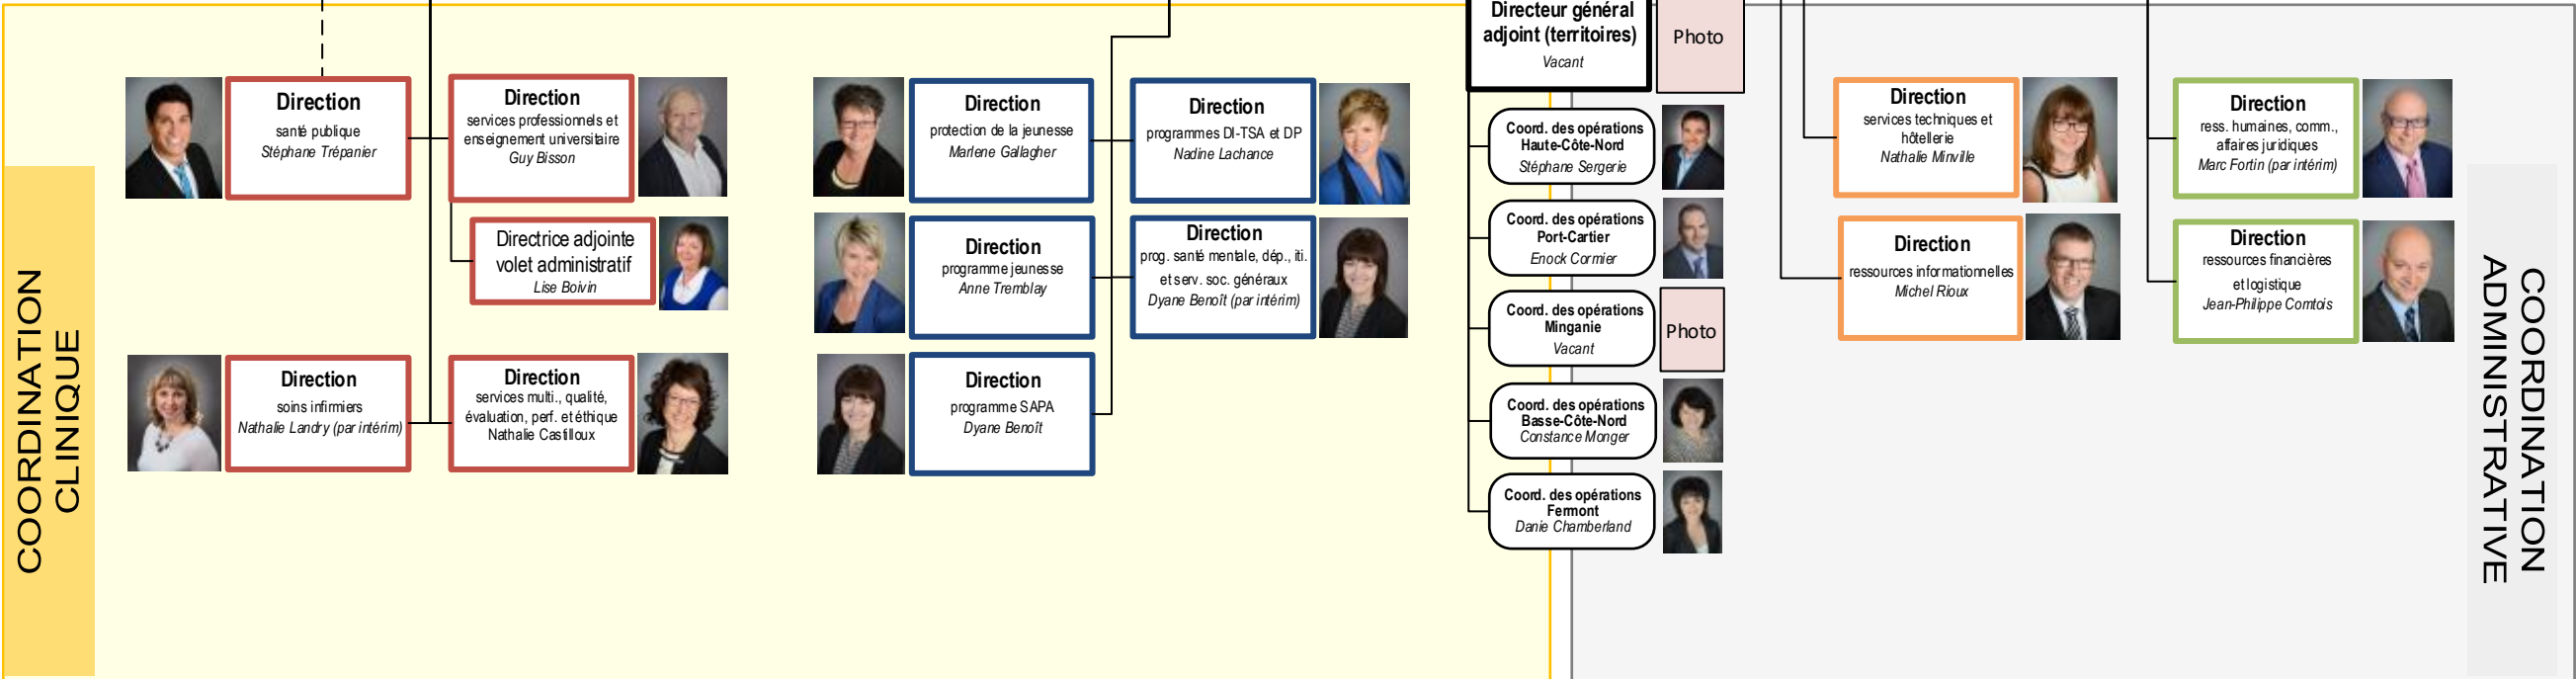 COORDINATION
CLINIQUE
Direction
santé publique
Stéphane Trépanier
Direction
services professionnels et
enseignement universitaire
Guy Bisson
Directrice adjointe
volet administratif
Lise Boivin
Direction
soins infirmiers
Nathalie Landry (par intérim)
Direction
services multi., qualité,
évaluation, perf. et éthique
Nathalie Castilloux
Direction
protection de la jeunesse
Marlene Gallagher
Direction
programmes DI-TSA et DP
Nadine Lachance
Direction
programme jeunesse
Anne Tremblay
Direction
prog. santé mentale, dép., iti.
et serv. soc. généraux
Dyane Benoît (par intérim)
Direction
programme SAPA
Dyane Benoît
Directeur général
adjoint (territoires)
Vacant
Photo
Coord. des opérations
Haute-Côte-Nord
Stéphane Sergerie
Coord. des opérations
Port-Cartier
Enock Cormier
Coord. des opérations
Minganie
Vacant
Photo
Coord. des opérations
Basse-Côte-Nord
Constance Monger
Coord. des opérations
Fermont
Danie Chamberland
Direction
services techniques et
hôtellerie
Nathalie Minville
Direction
ressources informationnelles
Michel Rioux
Direction
ress. humaines, comm.,
affaires juridiques
Marc Fortin (par intérim)
Direction
ressources financières
et logistique
Jean-Philippe Comtois
COORDINATION
ADMINISTRATIVE